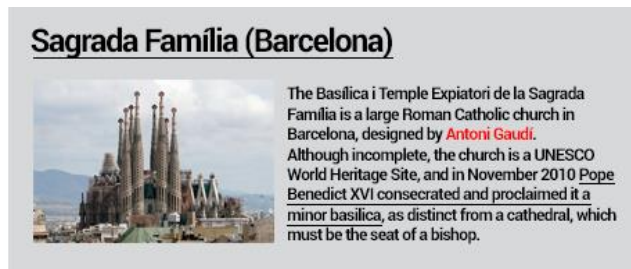 Sagrada Família (Barcelona)
The Basílica i Temple Expiatori de la Sagrada
Família is a large Roman Catholic church in
Barcelona, designed by Antoni Gaudí.
Although incomplete, the church is a UNESCO
World Heritage Site, and in November 2010 Pope
Benedict XVI consecrated and proclaimed it a
minor basilica, as distinct from a cathedral, which
must be the seat of a bishop.